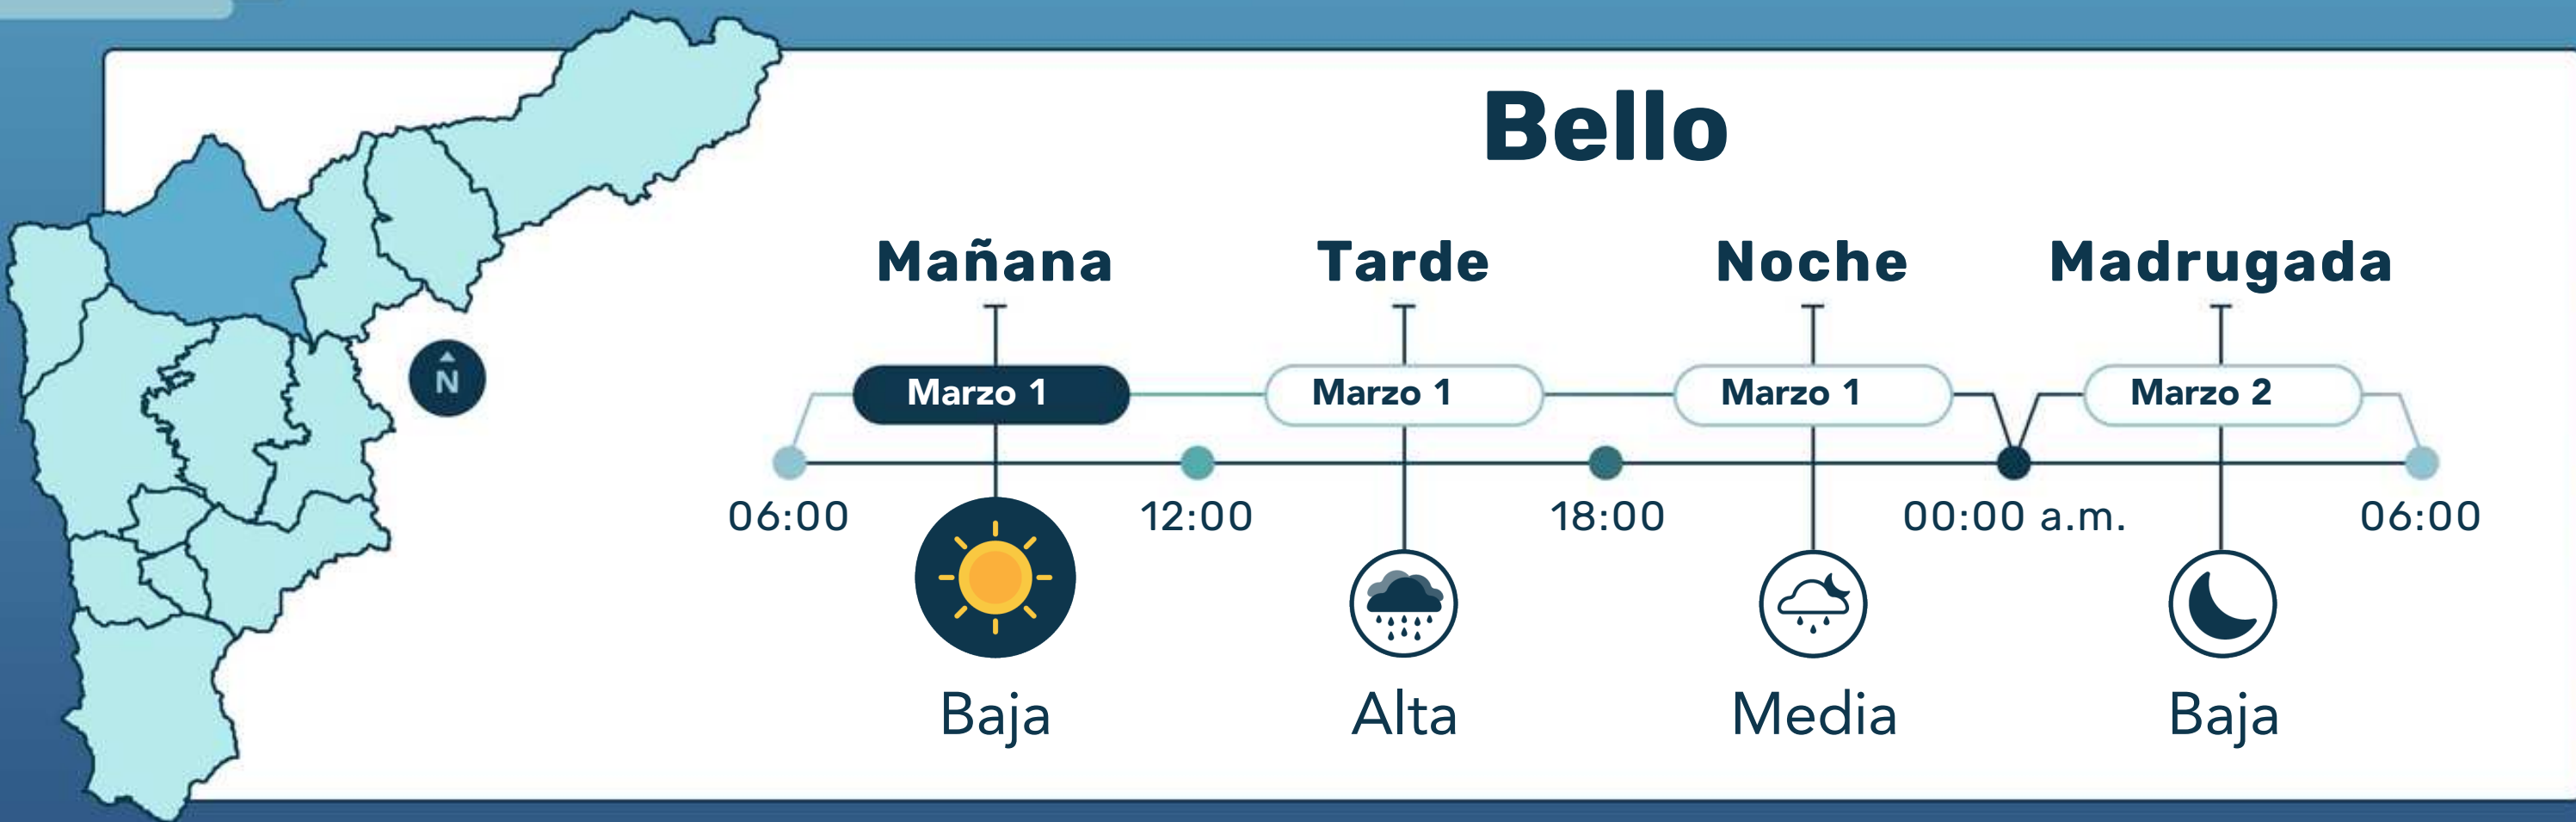 Bello
Mañana Tarde Noche Madrugada
N
Marzo 1 Marzo 1 Marzo 1 Marzo 2
06:00 12:00 18:00 00:00 a.m. 06:00
Baja Alta Media Baja